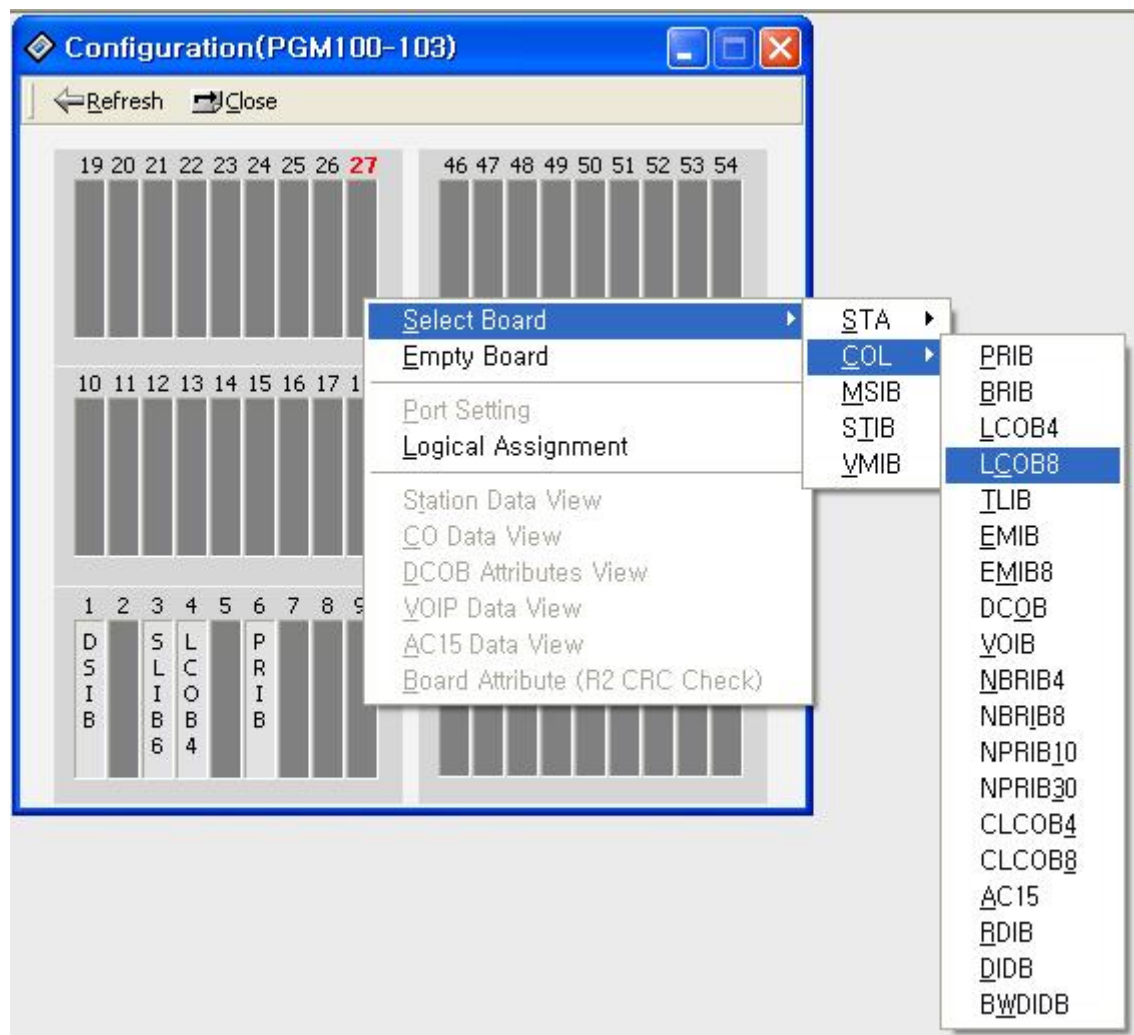 Configuration(PGM100-103)
Refresh Close
19 20 21 22 23 24 25 26 27 46 47 48 49 50 51 52 53 54
Select Board
Empty Board
Port Setting
Logical Assignment
Station Data View
CO Data View
DCOB Attributes View
VOIP Data View
AC15 Data View
Board Attribute (R2 CRC Check)
STA
COL
MSIB
STIB
VMIB
PRIB
BRIB
LCOB4
LCOB8
TLIB
EMIB
EMIB8
DCOB
VOIB
NBRIB4
NBRIB8
NPRIB10
NPRIB30
CLCOB4
CLCOB8
AC15
RDIB
DIDB
BWDIDB
10 11 12 13 14 15 16 17
1 2 3 4 5 6 7 8 9
DSIB
SLIB6
LCOB4
PRIB